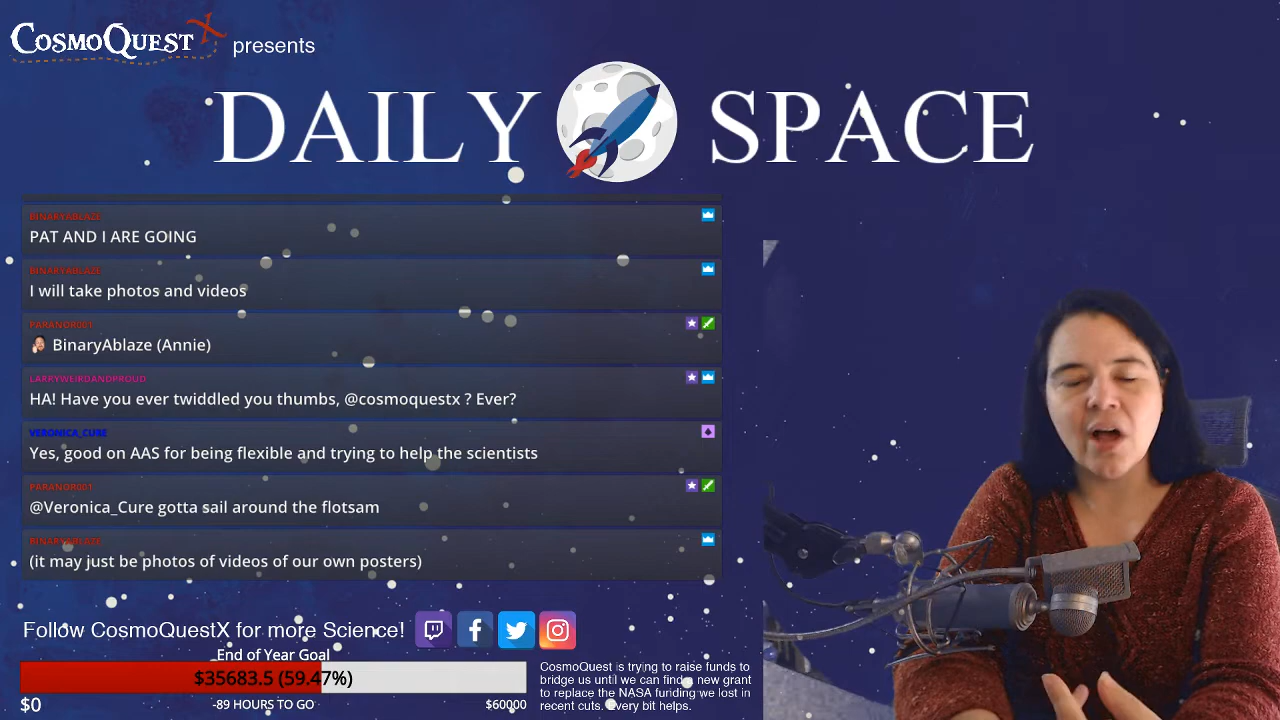 COSMOQUEST X presents
DAILY SPACE
BINARYABLAZE
PAT AND I ARE GOING
BINARYABLAZE
I will take photos and videos
PARANOR001
BinaryAblaze (Annie)
LARRYWEIRDANDPROUD
HA! Have you ever twiddled you thumbs, @cosmoquestx ? Ever?
VERONICA_CURE
Yes, good on AAS for being flexible and trying to help the scientists
PARANOR001
@Veronica_Cure gotta sail around the flotsam
BINARYABLAZE
(it may just be photos of videos of our own posters)
Follow CosmoQuestX for more Science!
End of Year Goal
$35683.5 (59.47%)
$0
-89 HOURS TO GO
$60000
CosmoQuest is trying to raise funds to
bridge us until we can find a new grant
to replace the NASA funding we lost in
recent cuts. Every bit helps.